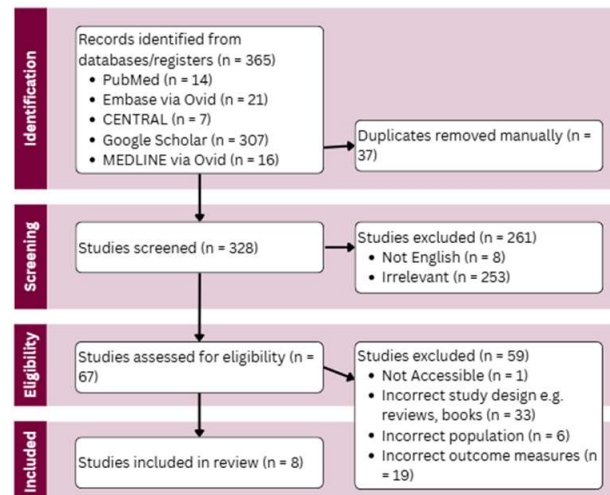 Identification
Records identified from
databases/registers (n = 365)
• PubMed (n = 14)
• Embase via Ovid (n = 21)
• CENTRAL (n = 7)
• Google Scholar (n = 307)
• MEDLINE via Ovid (n = 16)
Duplicates removed manually (n =
37)
Screening
Studies screened (n = 328)
Studies excluded (n = 261)
• Not English (n = 8)
• Irrelevant (n = 253)
Eligibility
Studies assessed for eligibility (n =
67)
Studies excluded (n = 59)
• Not Accessible (n = 1)
• Incorrect study design e.g.
reviews, books (n = 33)
• Incorrect population (n = 6)
• Incorrect outcome measures (n
= 19)
Included
Studies included in review (n = 8)